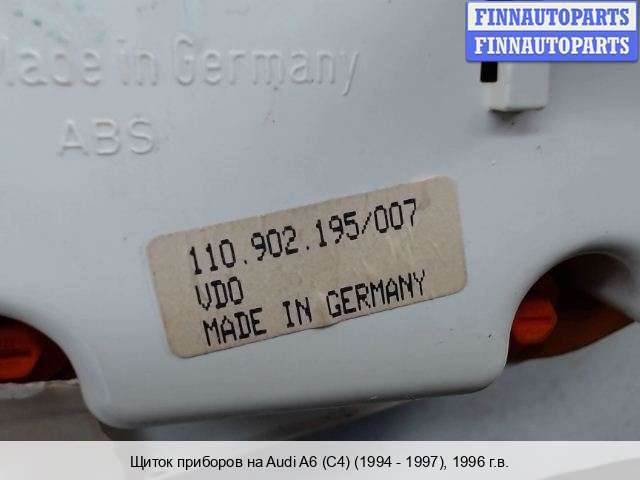 FINNAUTOPARTS
FINNAUTOPARTS
Made in Germany
ABS
110.902.195/007
VDO
MADE IN GERMANY
Щиток приборов на Audi A6 (C4) (1994 - 1997), 1996 г.в.